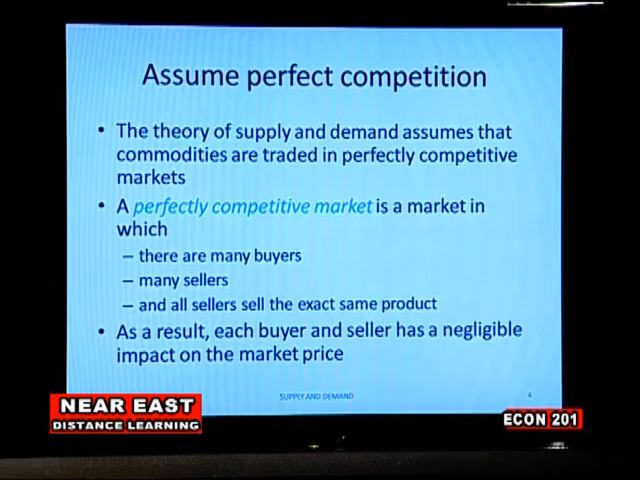 Assume perfect competition
• The theory of supply and demand assumes that
commodities are traded in perfectly competitive
markets
• A perfectly competitive market is a market in
which
– there are many buyers
– many sellers
– and all sellers sell the exact same product
• As a result, each buyer and seller has a negligible
impact on the market price
SUPPLY AND DEMAND
4
NEAR EAST
DISTANCE LEARNING
ECON 201